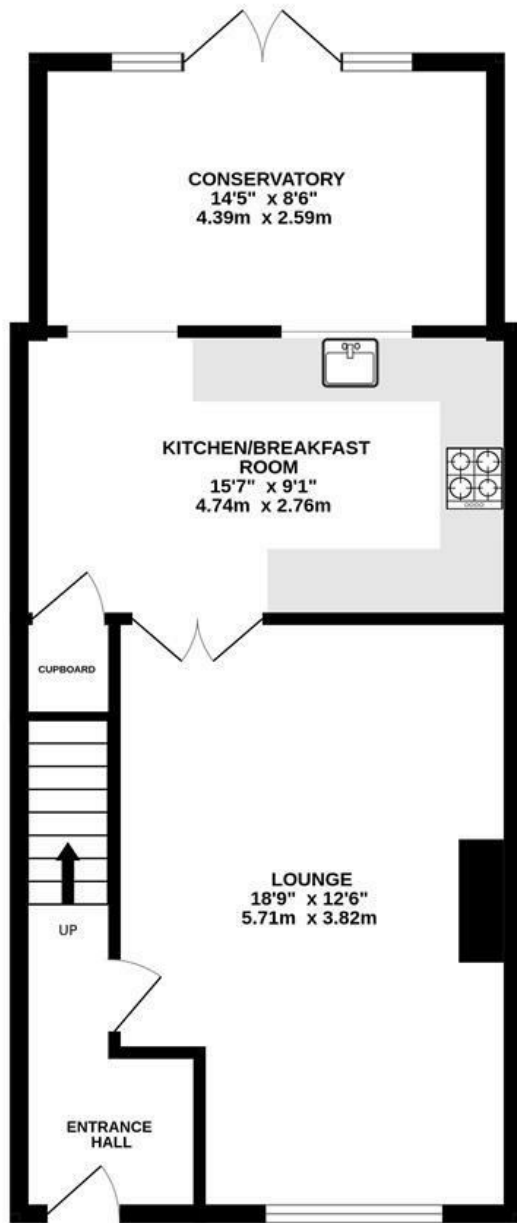 CONSERVATORY
14'5" x 8'6"
4.39m x 2.59m
KITCHEN/BREAKFAST
ROOM
15'7" x 9'1"
4.74m x 2.76m
CUPBOARD
LOUNGE
18'9" x 12'6"
5.71m x 3.82m
UP
ENTRANCE
HALL